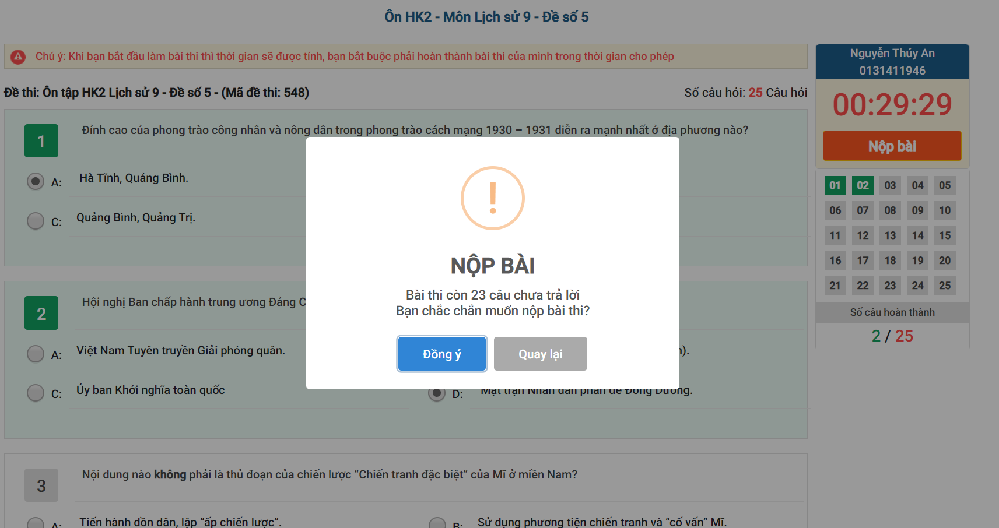 Ôn HK2 - Môn Lịch sử 9 - Đề số 5
Chú ý: Khi bạn bắt đầu làm bài thi thì thời gian sẽ được tính, bạn bắt buộc phải hoàn thành bài thi của mình trong thời gian cho phép
Nguyễn Thúy An
0131411946
Đề thi: Ôn tập HK2 Lịch sử 9 - Đề số 5 - (Mã đề thi: 548)
Số câu hỏi: 25 Câu hỏi
00:29:29
Nộp bài
1
Đỉnh cao của phong trào công nhân và nông dân trong phong trào cách mạng 1930 – 1931 diễn ra mạnh nhất ở địa phương nào?
A: Hà Tĩnh, Quảng Bình.
C: Quảng Bình, Quảng Trị.
NỘP BÀI
Bài thi còn 23 câu chưa trả lời
Bạn chắc chắn muốn nộp bài thi?
Đồng ý
Quay lại
01 02 03 04 05
06 07 08 09 10
11 12 13 14 15
16 17 18 19 20
21 22 23 24 25
Số câu hoàn thành
2 / 25
2
Hội nghị Ban chấp hành trung ương Đảng C
A: Việt Nam Tuyên truyền Giải phóng quân.
).
C: Ủy ban Khởi nghĩa toàn quốc
D: Mặt trận Nhân dân phản đế Đông Dương.
3
Nội dung nào không phải là thủ đoạn của chiến lược “Chiến tranh đặc biệt” của Mĩ ở miền Nam?
A: Tiến hành dồn dân, lập “ấp chiến lược”.
B: Sử dụng phương tiện chiến tranh và “cố vấn” Mĩ.